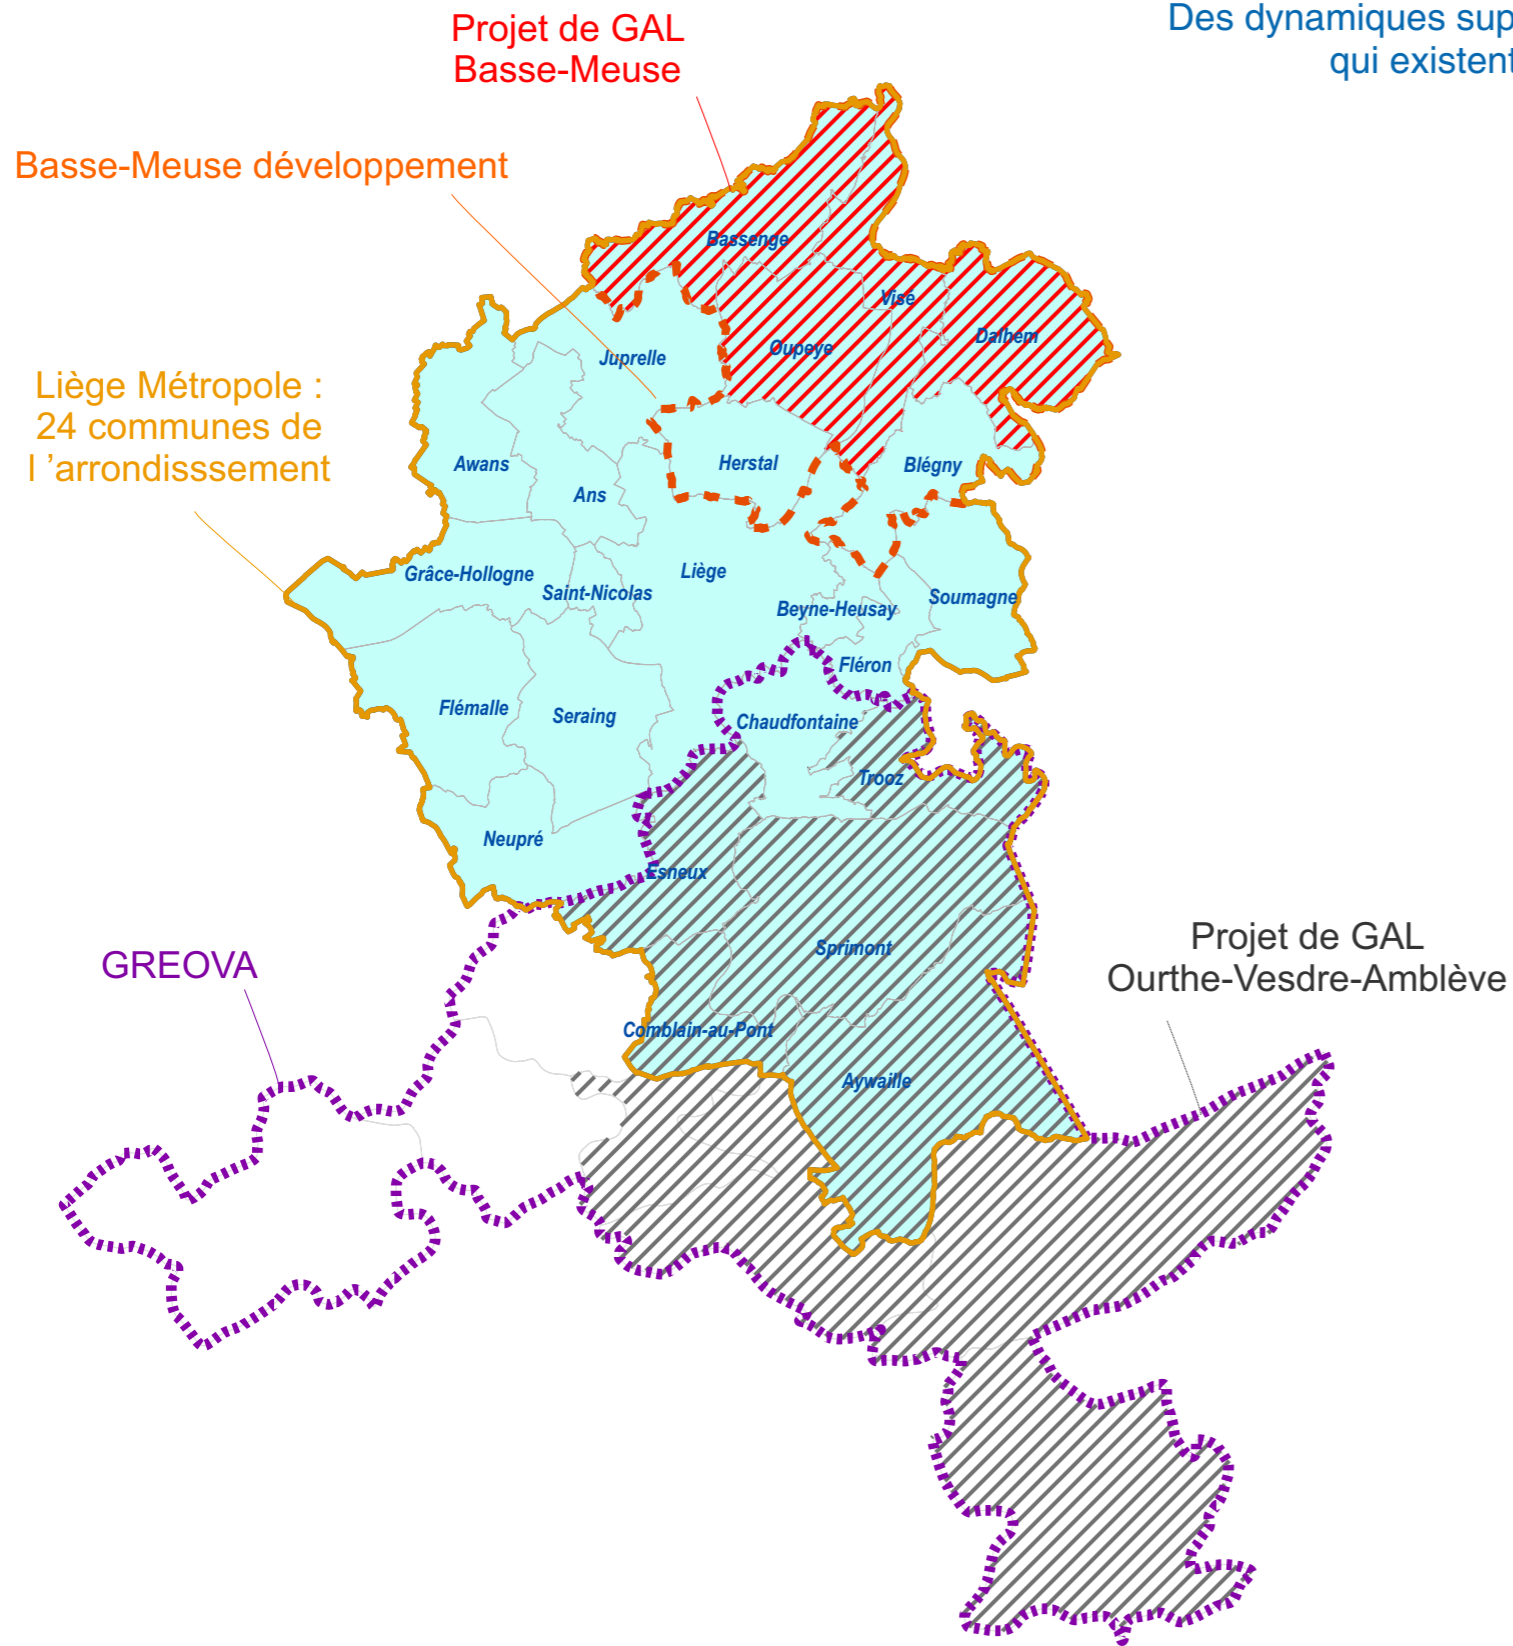 Des dynamiques sup
qui existent
Projet de GAL
Basse-Meuse
Basse-Meuse développement
Liège Métropole :
24 communes de
l 'arrondisssement
Bassenge
Visé
Dalhem
Oupeye
Juprelle
Herstal
Blégny
Awans
Ans
Liège
Grâce-Hollogne
Saint-Nicolas
Beyne-Heusay
Soumagne
Fléron
Flémalle
Seraing
Chaudfontaine
Trooz
Neupré
Esneux
Sprimont
Comblain-au-Pont
Aywaille
GREOVA
Projet de GAL
Ourthe-Vesdre-Amblève